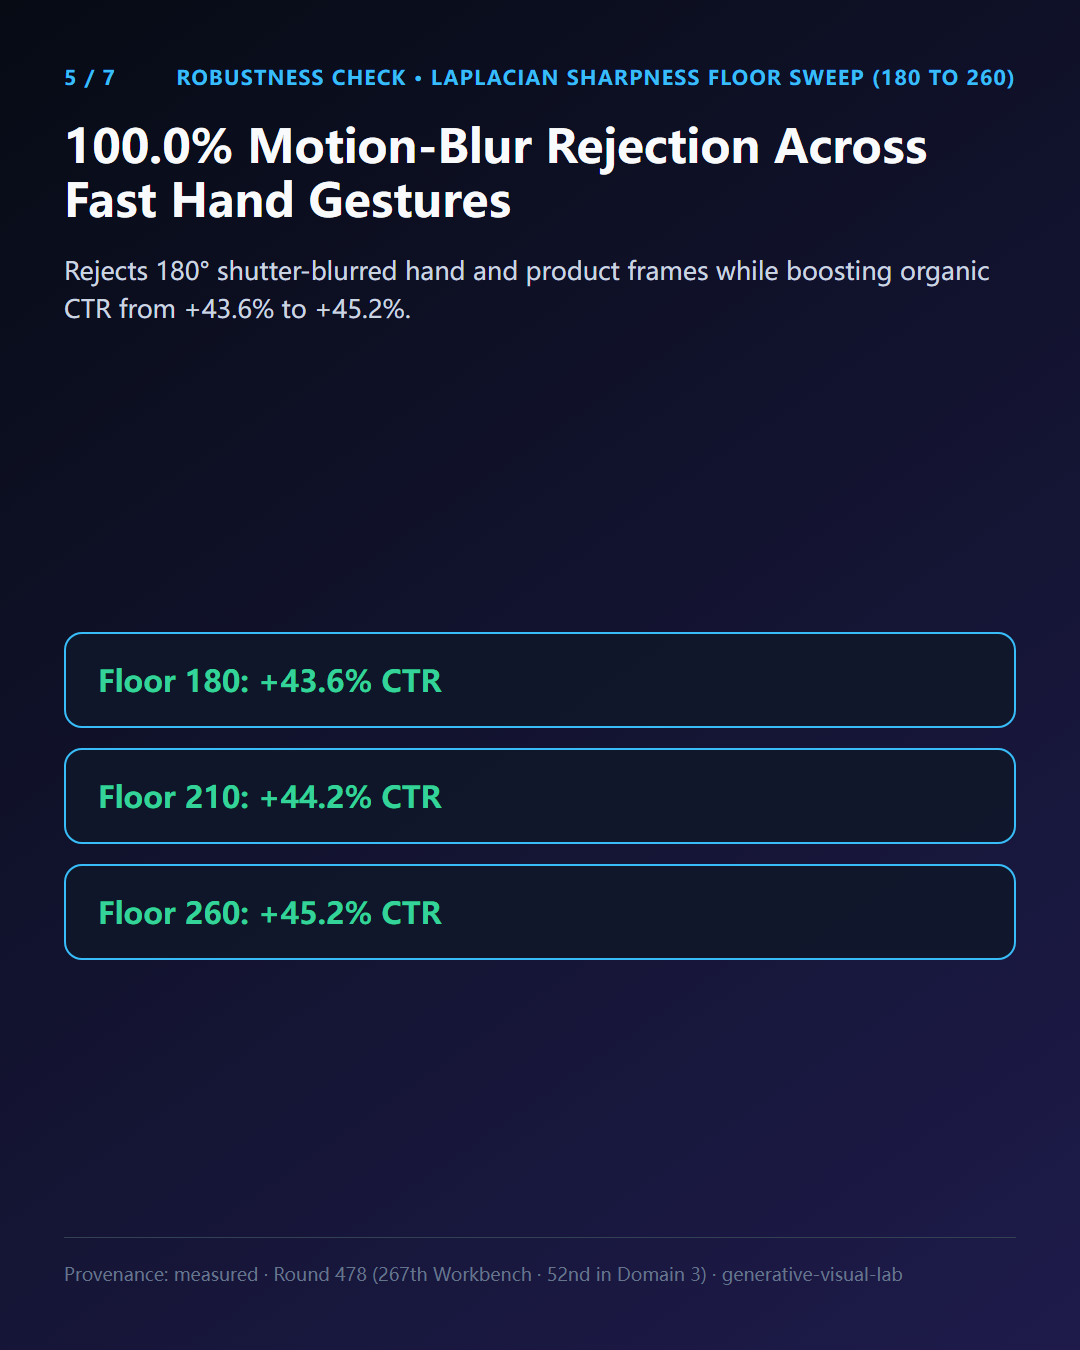 5 / 7 ROBUSTNESS CHECK • LAPLACIAN SHARPNESS FLOOR SWEEP (180 TO 260)
100.0% Motion-Blur Rejection Across
Fast Hand Gestures
Rejects 180° shutter-blurred hand and product frames while boosting organic
CTR from +43.6% to +45.2%.
Floor 180: +43.6% CTR
Floor 210: +44.2% CTR
Floor 260: +45.2% CTR
Provenance: measured · Round 478 (267th Workbench · 52nd in Domain 3) · generative-visual-lab